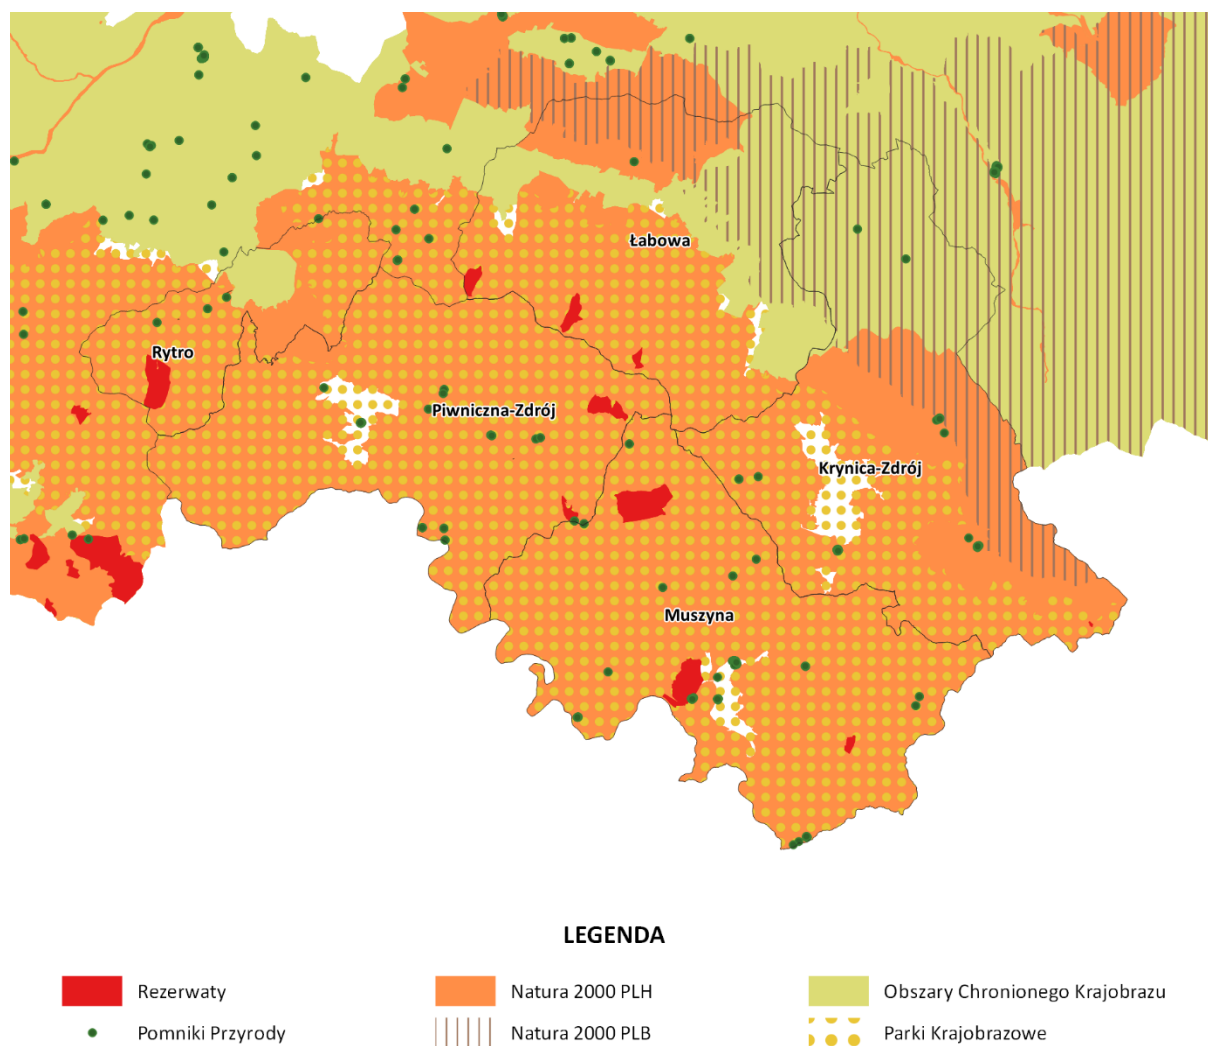 Łabowa
Rytro
Piwniczna-Zdrój
Krynica-Zdrój
Muszyna
LEGENDA
Rezerwaty
Natura 2000 PLH
Obszary Chronionego Krajobrazu
Pomniki Przyrody
Natura 2000 PLB
Parki Krajobrazowe